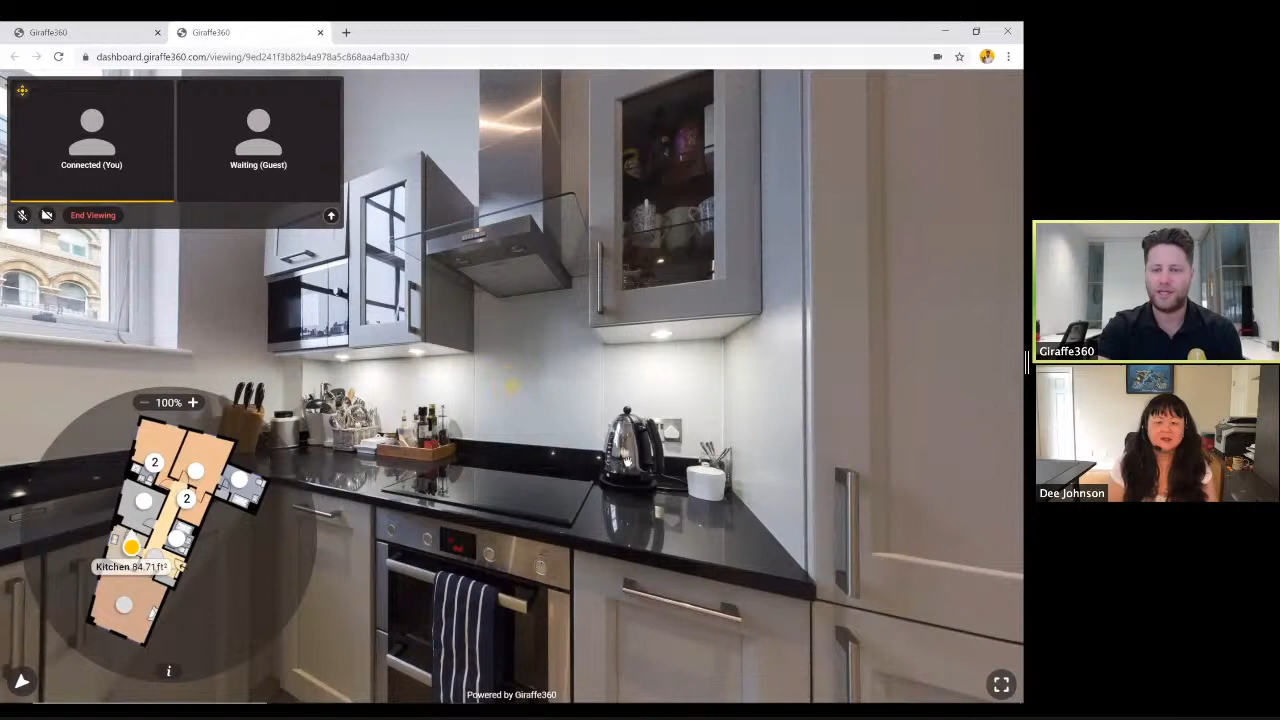 Giraffe360
Giraffe360
dashboard.giraffe360.com/viewing/9ed241f3b82b4a978a5c868aa4afb330/
Connected (You)
Waiting (Guest)
End Viewing
100%
2
2
Kitchen 84.71ft²
i
Powered by Giraffe360
Giraffe360
Dee Johnson